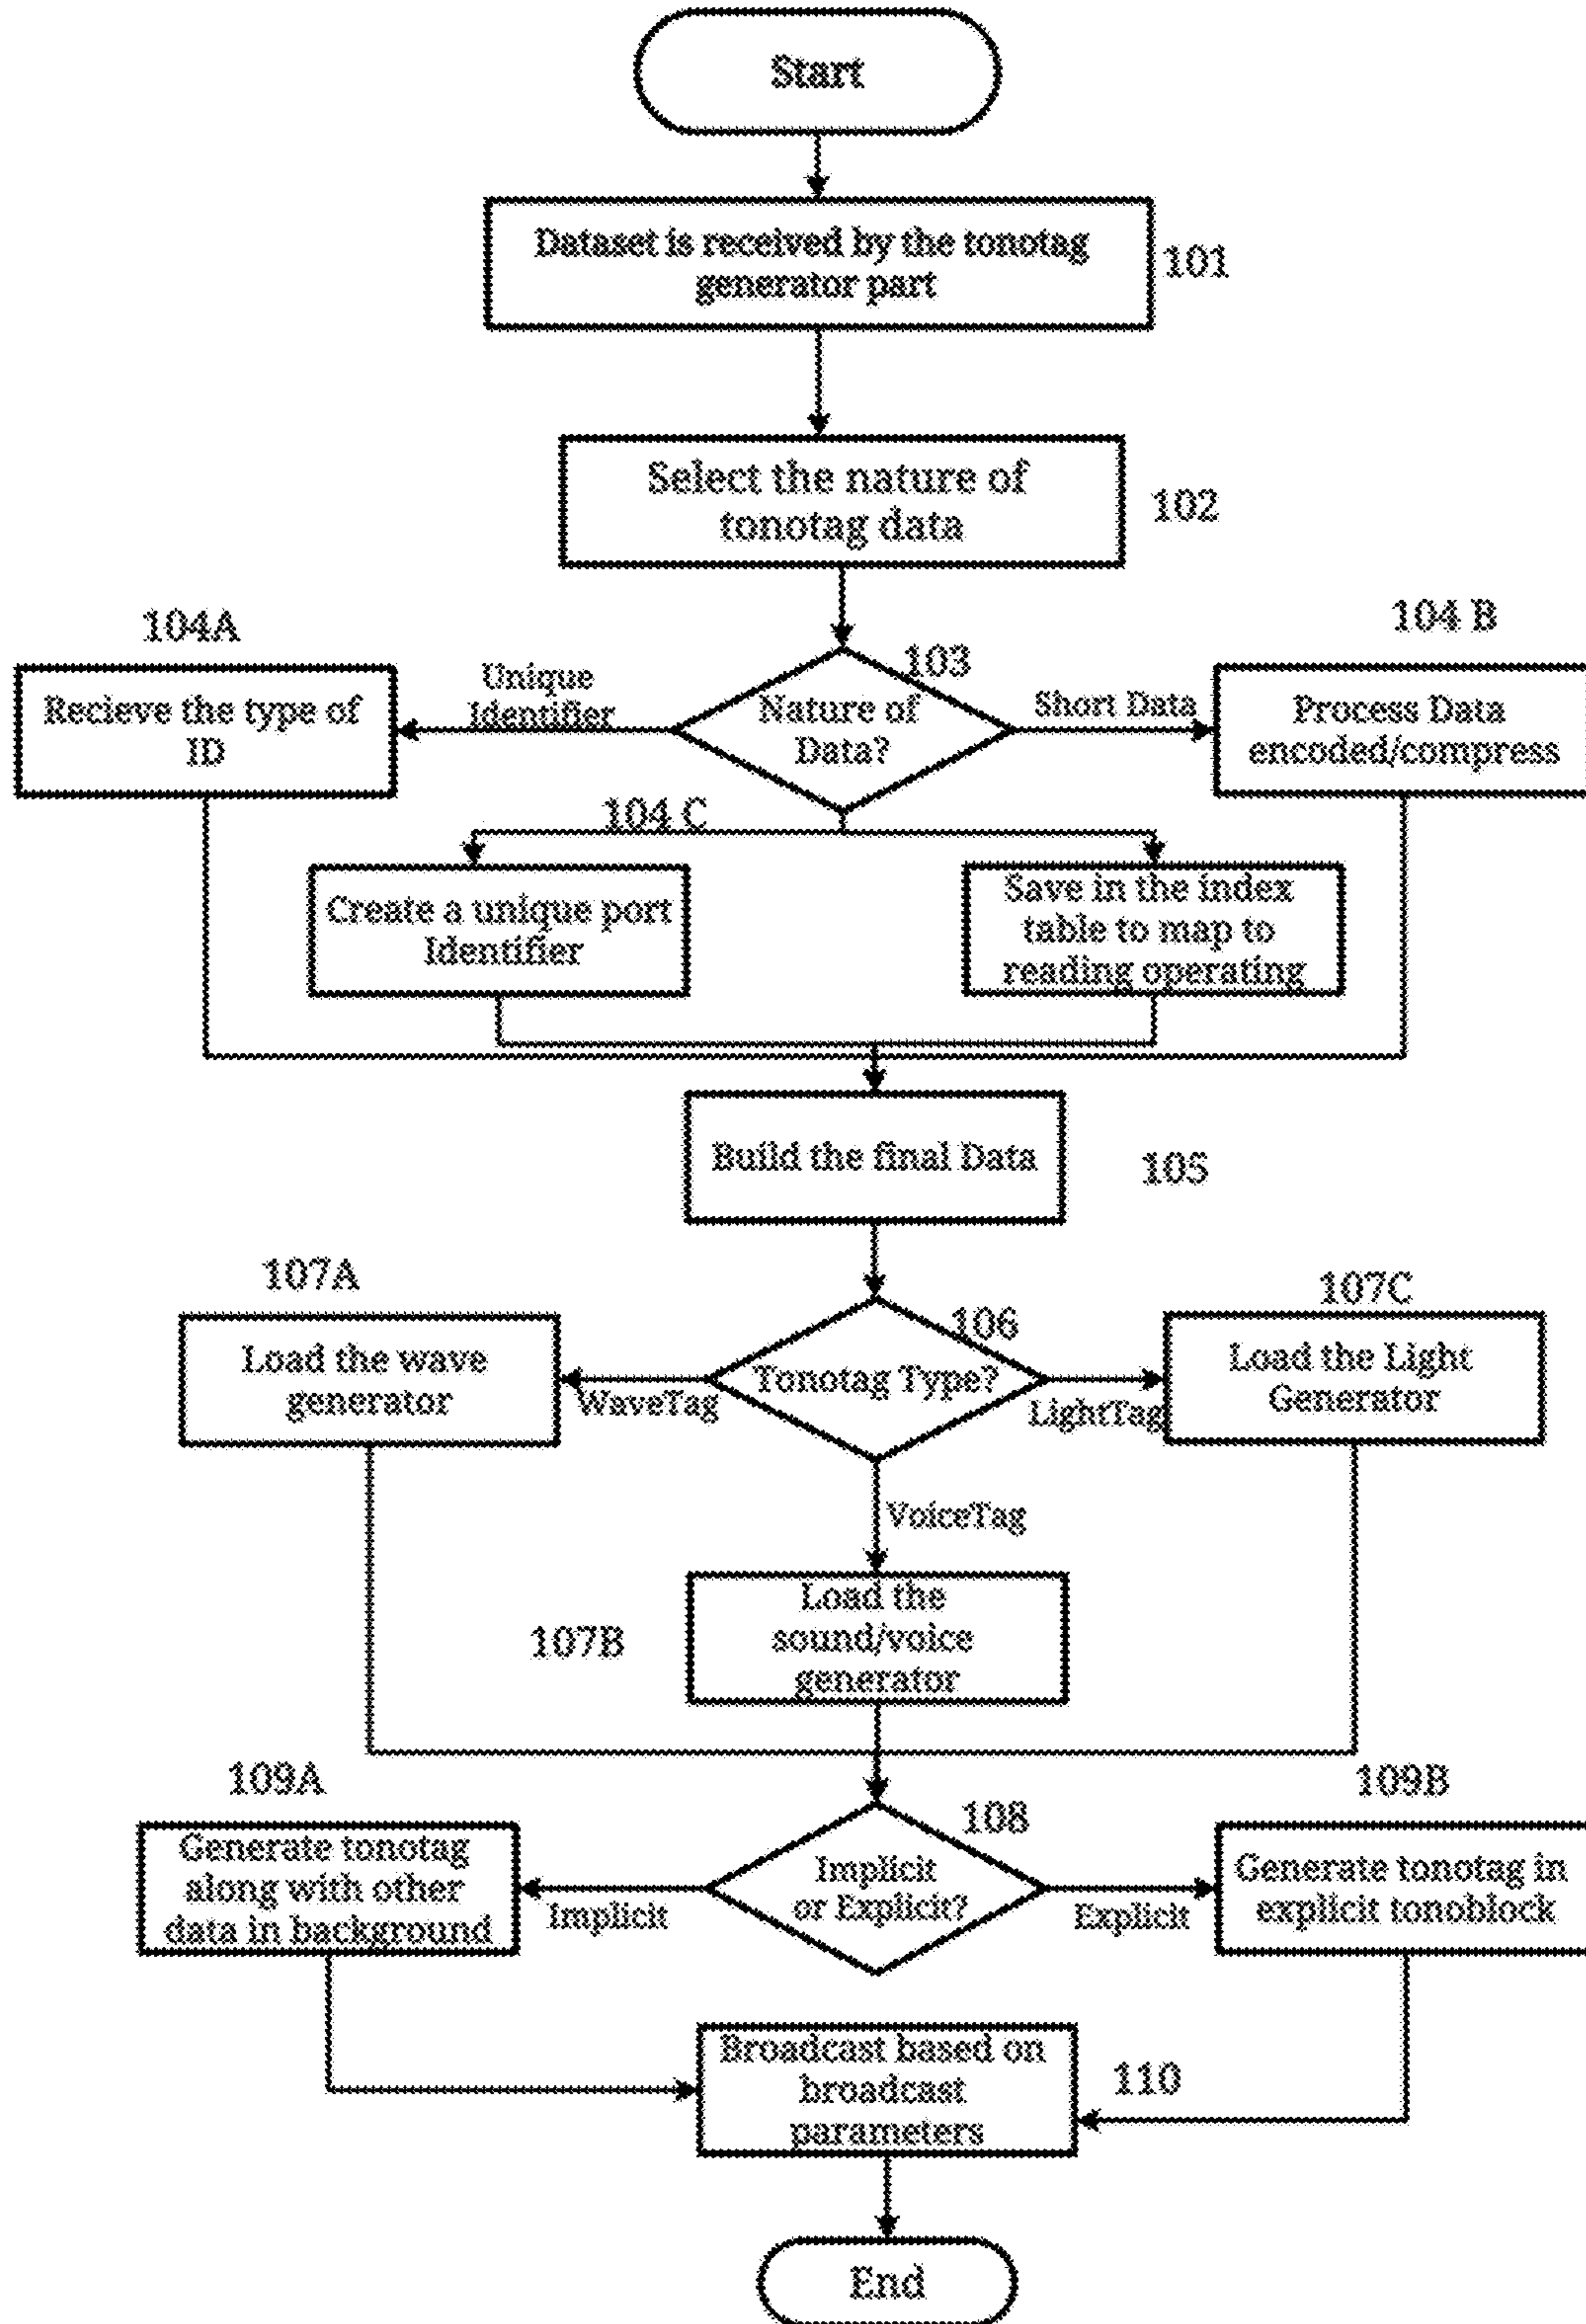 Start
Dataset is received by the tonotag
generator part
101
Select the nature of
tonotag data
102
104A
104 B
103
Unique
Identifier
Short Data
Recieve the type of
ID
Nature of
Data?
Process Data
encoded/compress
104 C
Create a unique port
Identifier
Save in the index
table to map to
reading operating
Build the final Data
105
107A
107C
106
Load the wave
generator
WaveTag
Tonotag Type?
LightTag
Load the Light
Generator
VoiceTag
107B
Load the
sound/voice
generator
109A
109B
108
Generate tonotag
along with other
data in background
Implicit
Implicit
or Explicit?
Explicit
Generate tonotag in
explicit tonoblock
Broadcast based on
broadcast
parameters
110
End